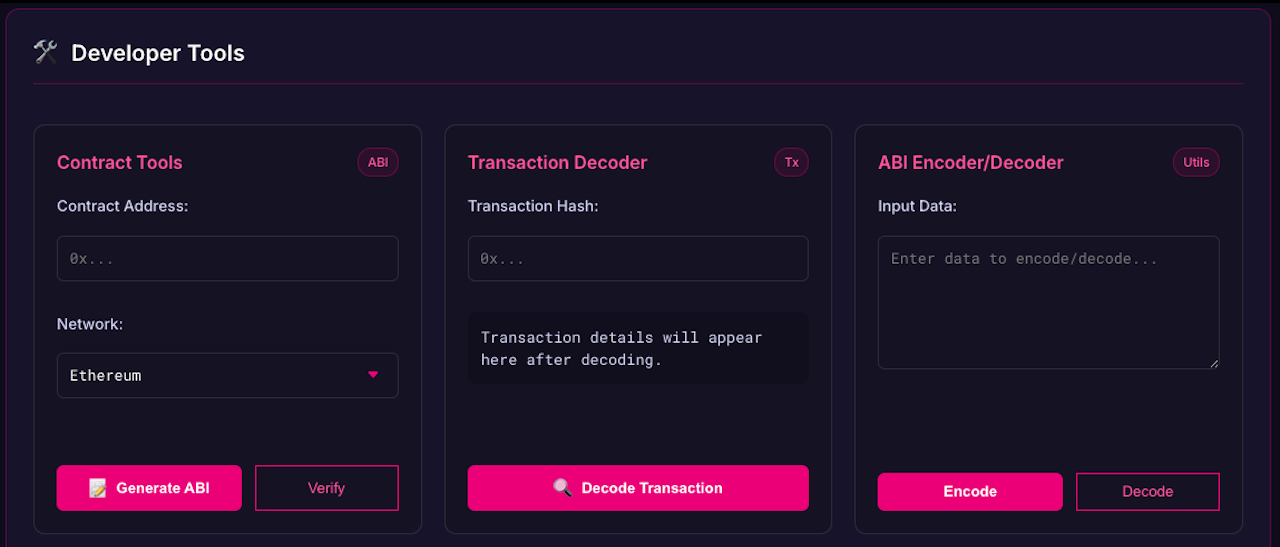 Developer Tools
Contract Tools
ABI
Contract Address:
0x...
Network:
Ethereum
Generate ABI
Verify
Transaction Decoder
Tx
Transaction Hash:
0x...
Transaction details will appear
here after decoding.
Decode Transaction
ABI Encoder/Decoder
Utils
Input Data:
Enter data to encode/decode...
Encode
Decode